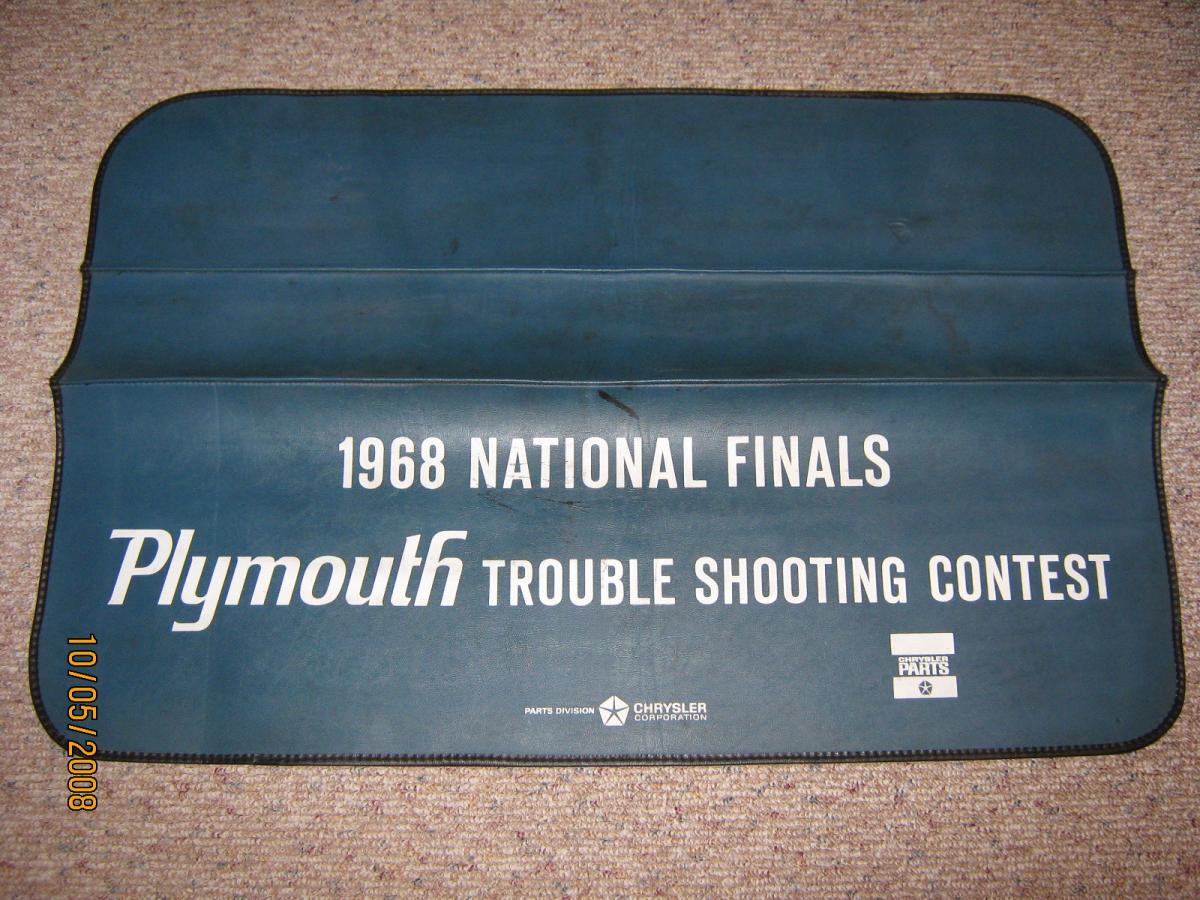 1968 NATIONAL FINALS
Plymouth TROUBLE SHOOTING CONTEST
CHRYSLER
PARTS
PARTS DIVISION CHRYSLER
CORPORATION
10/05/2008